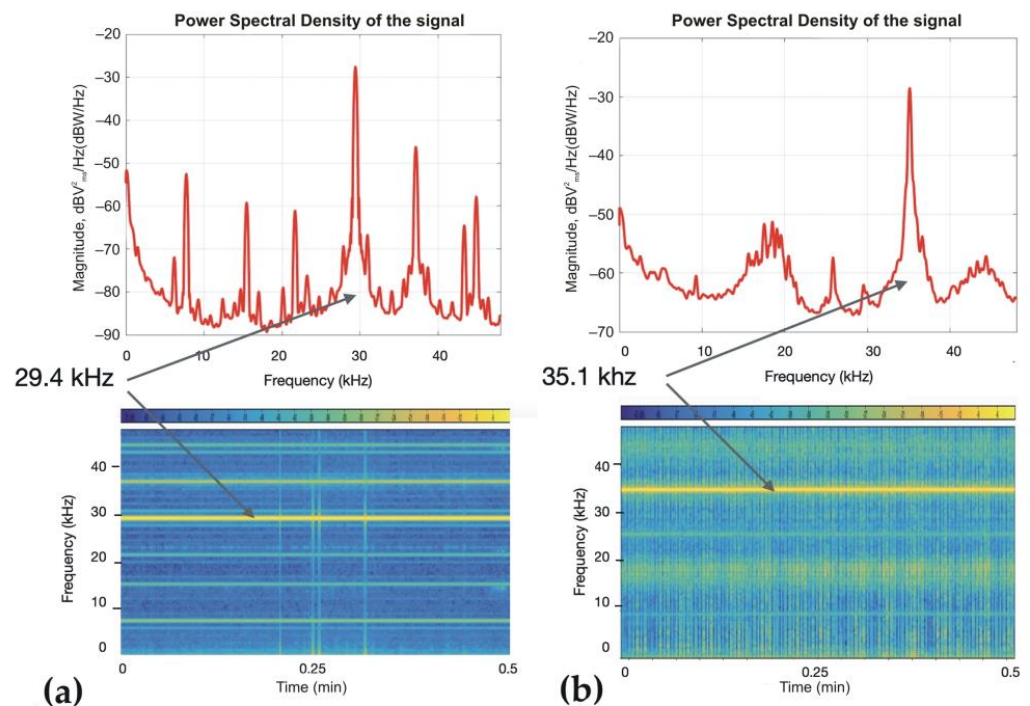 Power Spectral Density of the signal
Magnitude, dBV²ᵣₘₛ/Hz(dBW/Hz)
−20
−30
−40
−50
−60
−70
−80
−90
0
10
20
30
40
Frequency (kHz)
29.4 kHz
Frequency (kHz)
40
30
20
10
0
0
0.25
0.5
Time (min)
(a)
Power Spectral Density of the signal
Magnitude, dBV²ᵣₘₛ/Hz(dBW/Hz)
−20
−30
−40
−50
−60
−70
0
10
20
30
40
Frequency (kHz)
35.1 khz
Frequency (kHz)
40
30
20
10
0
0
0.25
0.5
Time (min)
(b)